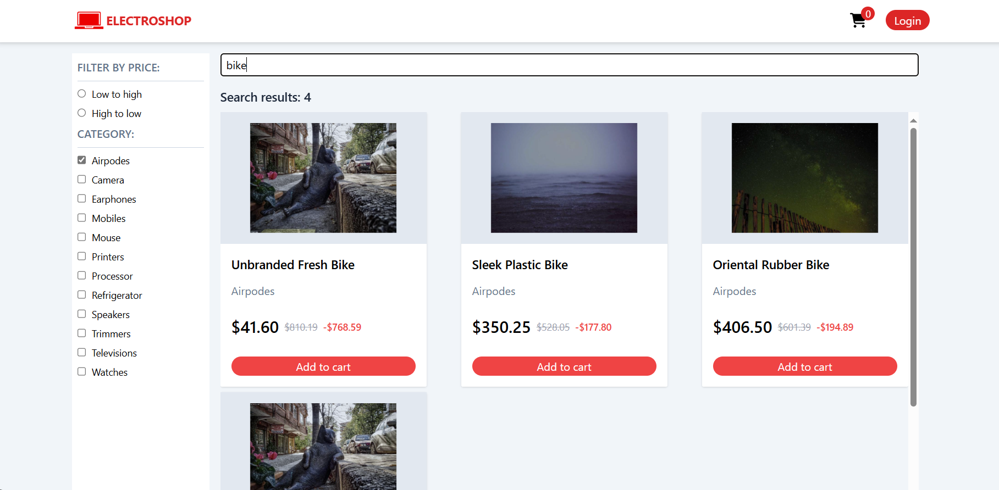 ELECTROSHOP
0
Login
FILTER BY PRICE:
Low to high
High to low
CATEGORY:
Airpodes
Camera
Earphones
Mobiles
Mouse
Printers
Processor
Refrigerator
Speakers
Trimmers
Televisions
Watches
bike
Search results: 4
Unbranded Fresh Bike
Airpodes
$41.60 $810.19 -$768.59
Add to cart
Sleek Plastic Bike
Airpodes
$350.25 $528.05 -$177.80
Add to cart
Oriental Rubber Bike
Airpodes
$406.50 $601.39 -$194.89
Add to cart